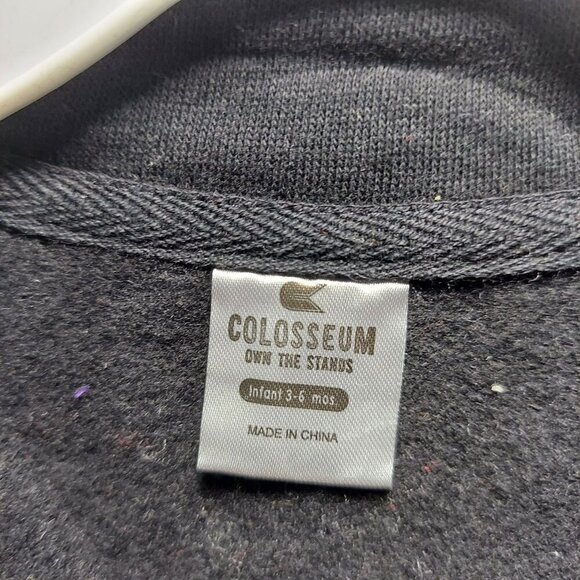 COLOSSEUM
OWN THE STANDS
Infant 3-6 mos.
MADE IN CHINA